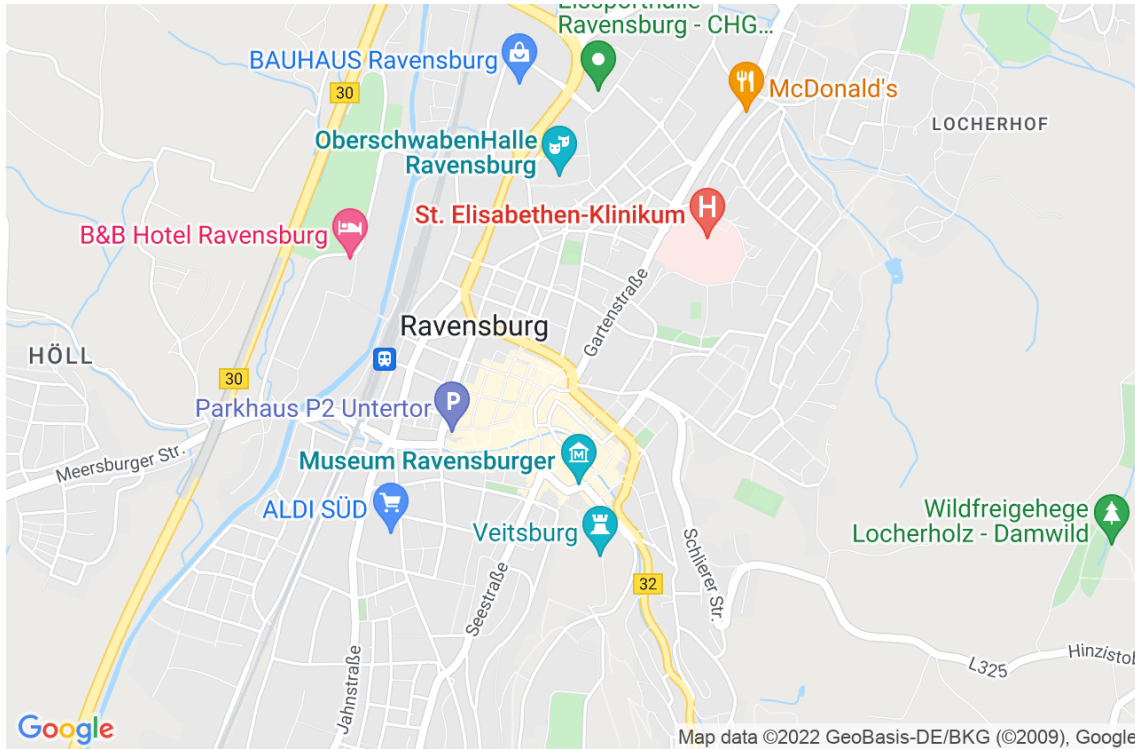 Eissporthalle
Ravensburg - CHG...
BAUHAUS Ravensburg
30
McDonald's
LOCHERHOF
OberschwabenHalle
Ravensburg
St. Elisabethen-Klinikum
H
B&B Hotel Ravensburg
Gartenstraße
Ravensburg
HÖLL
30
P
Parkhaus P2 Untertor
Meersburger Str.
Museum Ravensburger
M
ALDI SÜD
Veitsburg
Wildfreigehege
Locherholz - Damwild
Schlierer Str.
32
Seestraße
Jahnstraße
L325
Hinzistob
Google
Map data ©2022 GeoBasis-DE/BKG (©2009), Google